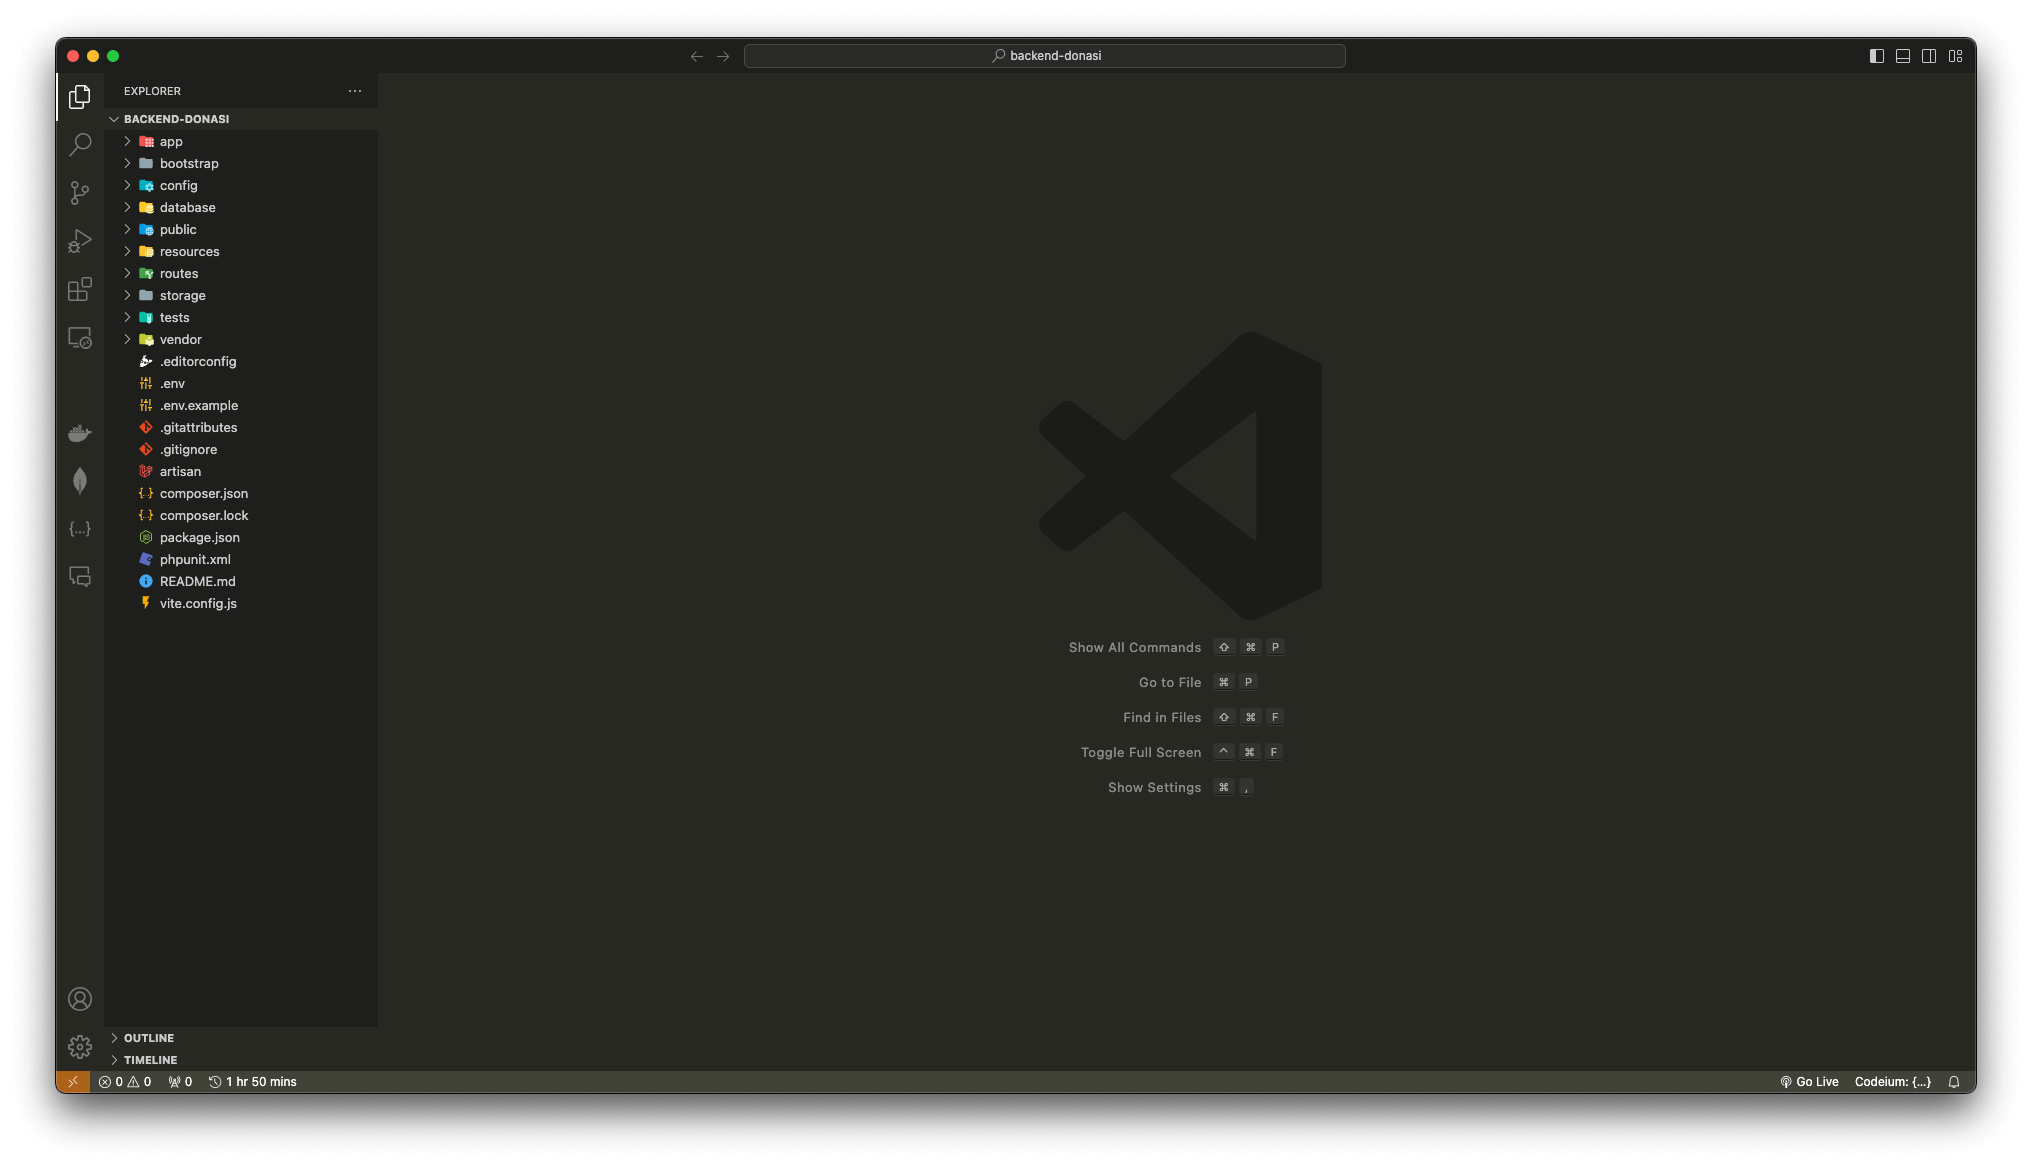 backend-donasi
EXPLORER
BACKEND-DONASI
app
bootstrap
config
database
public
resources
routes
storage
tests
vendor
.editorconfig
.env
.env.example
.gitattributes
.gitignore
artisan
composer.json
composer.lock
package.json
phpunit.xml
README.md
vite.config.js
Show All Commands ⇧ ⌘ P
Go to File ⌘ P
Find in Files ⇧ ⌘ F
Toggle Full Screen ^ ⌘ F
Show Settings ⌘ ,
OUTLINE
TIMELINE
0 0 0 1 hr 50 mins Go Live Codeium: {...}